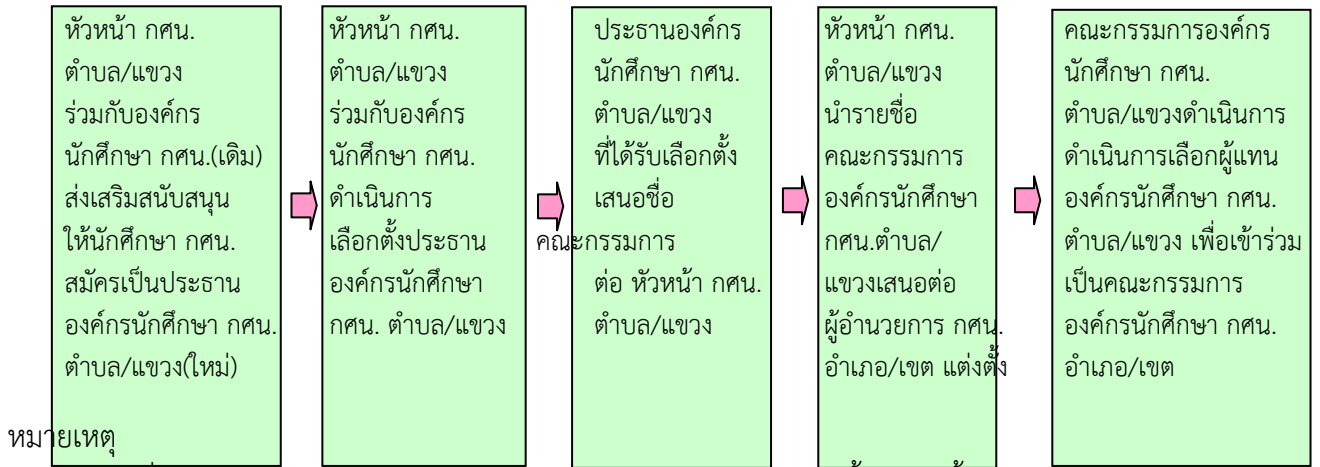 หัวหน้า กศน.
ตำบล/แขวง
ร่วมกับองค์กร
นักศึกษา กศน.(เดิม)
ส่งเสริมสนับสนุน
ให้นักศึกษา กศน.
สมัครเป็นประธาน
องค์กรนักศึกษา กศน.
ตำบล/แขวง(ใหม่)
หัวหน้า กศน.
ตำบล/แขวง
ร่วมกับองค์กร
นักศึกษา กศน.
ดำเนินการ
เลือกตั้งประธาน
องค์กรนักศึกษา
กศน. ตำบล/แขวง
ประธานองค์กร
นักศึกษา กศน.
ตำบล/แขวง
ที่ได้รับเลือกตั้ง
เสนอชื่อ
คณะกรรมการ
ต่อ หัวหน้า กศน.
ตำบล/แขวง
หัวหน้า กศน.
ตำบล/แขวง
นำรายชื่อ
คณะกรรมการ
องค์กรนักศึกษา
กศน.ตำบล/
แขวงเสนอต่อ
ผู้อำนวยการ กศน.
อำเภอ/เขต แต่งตั้ง
คณะกรรมการองค์กร
นักศึกษา กศน.
ตำบล/แขวงดำเนินการ
ดำเนินการเลือกผู้แทน
องค์กรนักศึกษา กศน.
ตำบล/แขวง เพื่อเข้าร่วม
เป็นคณะกรรมการ
องค์กรนักศึกษา กศน.
อำเภอ/เขต
หมายเหตุ